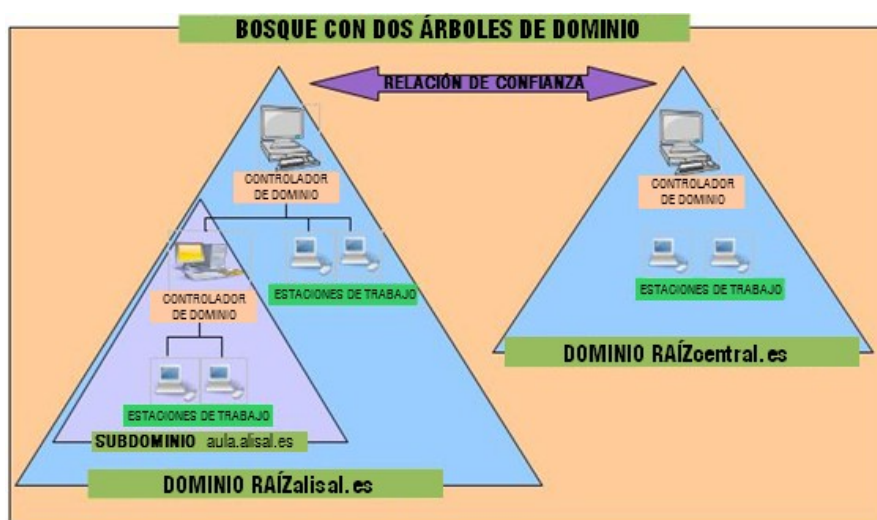 BOSQUE CON DOS ÁRBOLES DE DOMINIO
RELACIÓN DE CONFIANZA
CONTROLADOR
DE DOMINIO
CONTROLADOR
DE DOMINIO
ESTACIONES DE TRABAJO
ESTACIONES DE TRABAJO
CONTROLADOR
DE DOMINIO
DOMINIO RAÍZcentral.es
ESTACIONES DE TRABAJO
SUBDOMINIO aula.alisal.es
DOMINIO RAÍZalisal.es